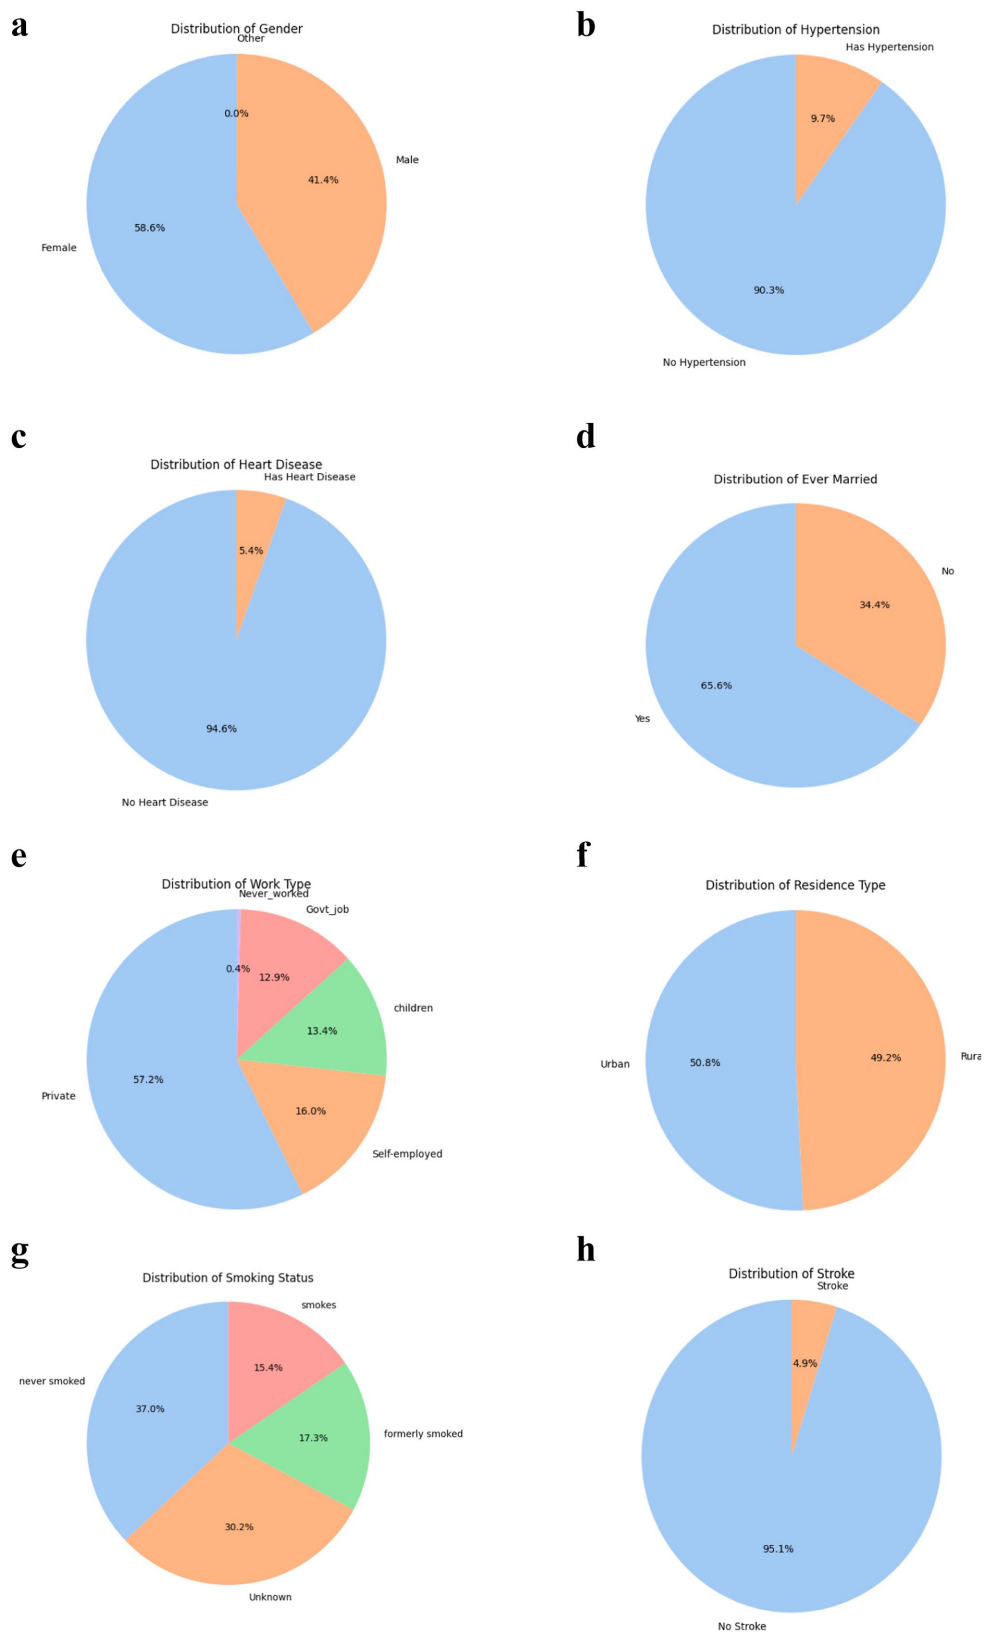 a
Distribution of Gender
Other
0.0%
Male
41.4%
58.6%
Female
b
Distribution of Hypertension
Has Hypertension
9.7%
90.3%
No Hypertension
c
Distribution of Heart Disease
Has Heart Disease
5.4%
94.6%
No Heart Disease
d
Distribution of Ever Married
No
34.4%
65.6%
Yes
e
Distribution of Work Type
Never_worked
Govt_job
0.4%
12.9%
children
13.4%
57.2%
Private
16.0%
Self-employed
f
Distribution of Residence Type
Urban
50.8%
49.2%
Rura
g
Distribution of Smoking Status
smokes
15.4%
never smoked
37.0%
17.3%
formerly smoked
30.2%
Unknown
h
Distribution of Stroke
Stroke
4.9%
95.1%
No Stroke